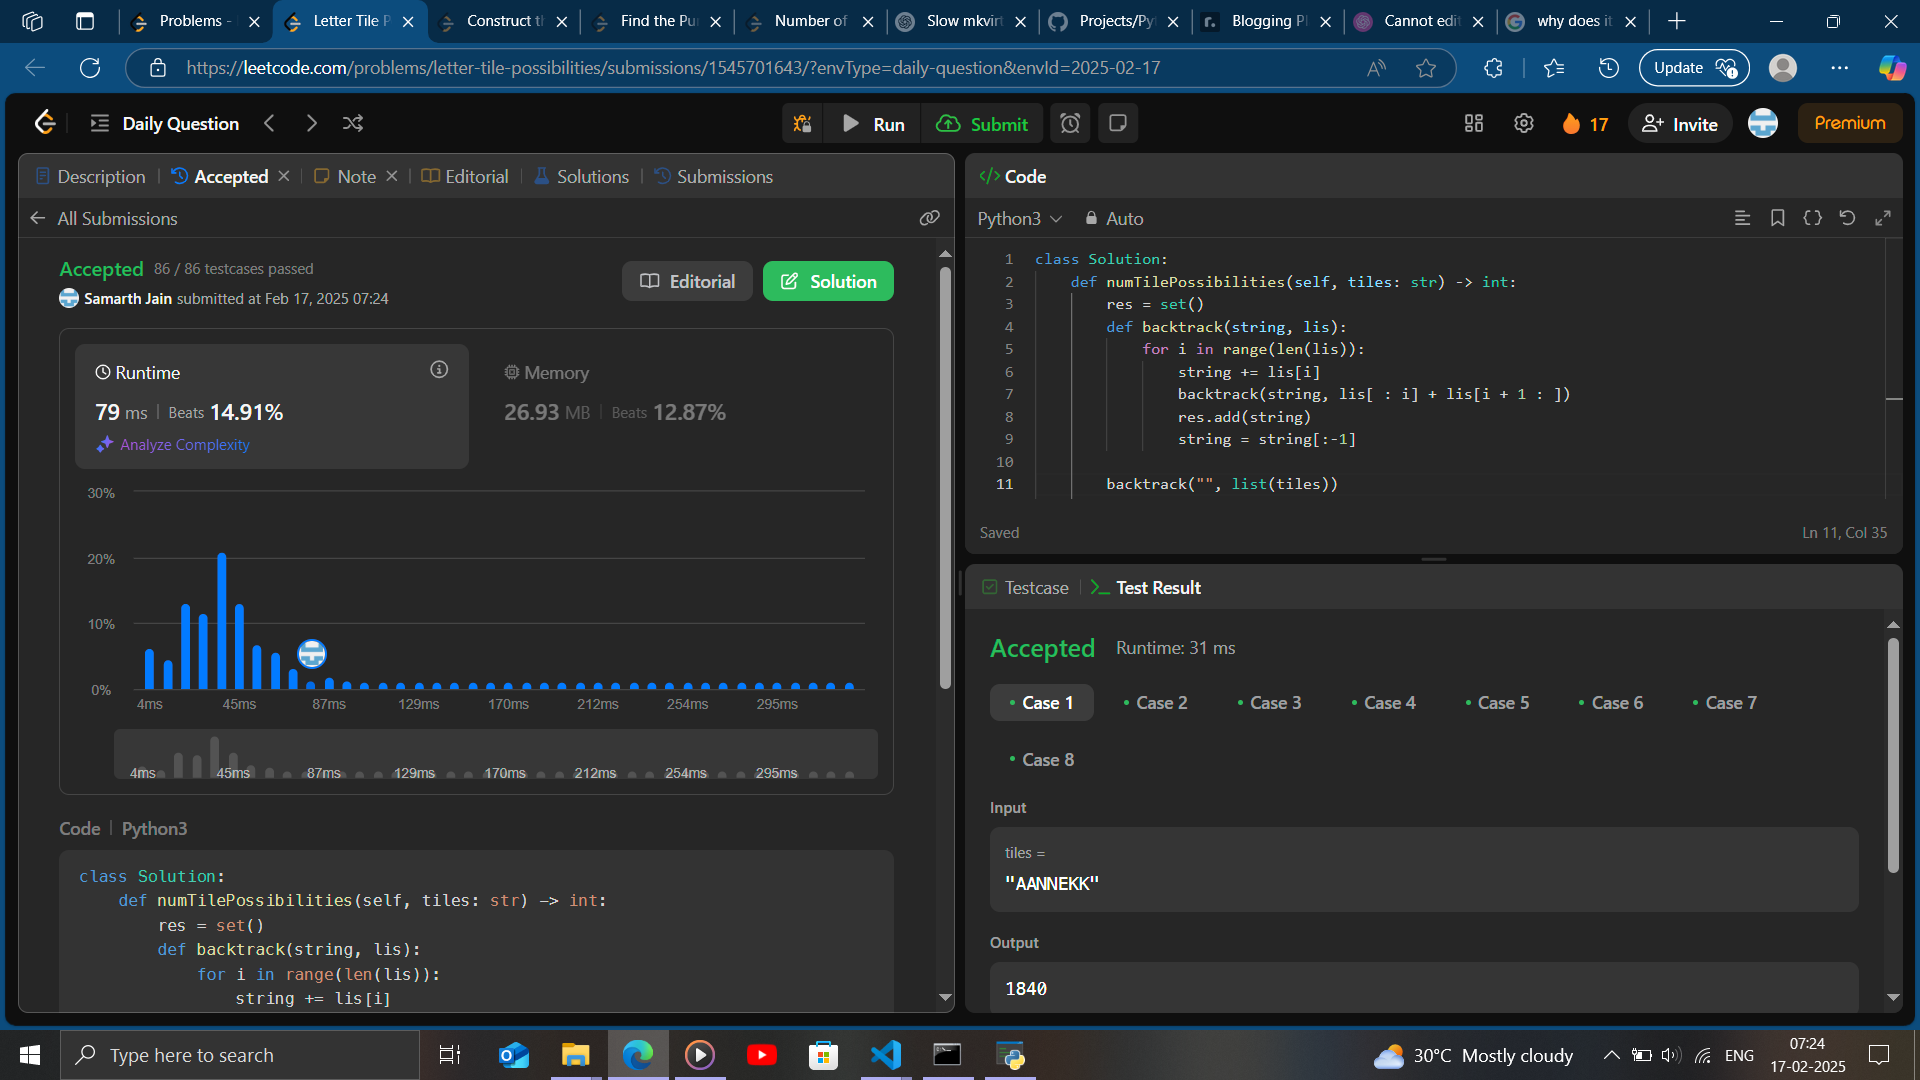 Problems -
Letter Tile P
Construct th
Find the Pu
Number of
Slow mkvirt
Projects/Py
Blogging Pl
Cannot edit
why does it
https://leetcode.com/problems/letter-tile-possibilities/submissions/1545701643/?envType=daily-question&envId=2025-02-17
Update
Daily Question
Run
Submit
17
Invite
Premium
Description
Accepted
Note
Editorial
Solutions
Submissions
All Submissions
Accepted 86 / 86 testcases passed
Samarth Jain submitted at Feb 17, 2025 07:24
Editorial
Solution
Runtime
79 ms Beats 14.91%
Analyze Complexity
Memory
26.93 MB Beats 12.87%
30%
20%
10%
0%
4ms 45ms 87ms 129ms 170ms 212ms 254ms 295ms
4ms 45ms 87ms 129ms 170ms 212ms 254ms 295ms
Code Python3
class Solution:
def numTilePossibilities(self, tiles: str) -> int:
res = set()
def backtrack(string, lis):
for i in range(len(lis)):
string += lis[i]
Code
Python3
Auto
1 class Solution:
2 def numTilePossibilities(self, tiles: str) -> int:
3 res = set()
4 def backtrack(string, lis):
5 for i in range(len(lis)):
6 string += lis[i]
7 backtrack(string, lis[ : i] + lis[i + 1 : ])
8 res.add(string)
9 string = string[:-1]
10
11 backtrack("", list(tiles))
Saved
Ln 11, Col 35
Testcase
Test Result
Accepted Runtime: 31 ms
Case 1 Case 2 Case 3 Case 4 Case 5 Case 6 Case 7
Case 8
Input
tiles =
"AANNEKK"
Output
1840
Type here to search
30°C Mostly cloudy
ENG
07:24
17-02-2025